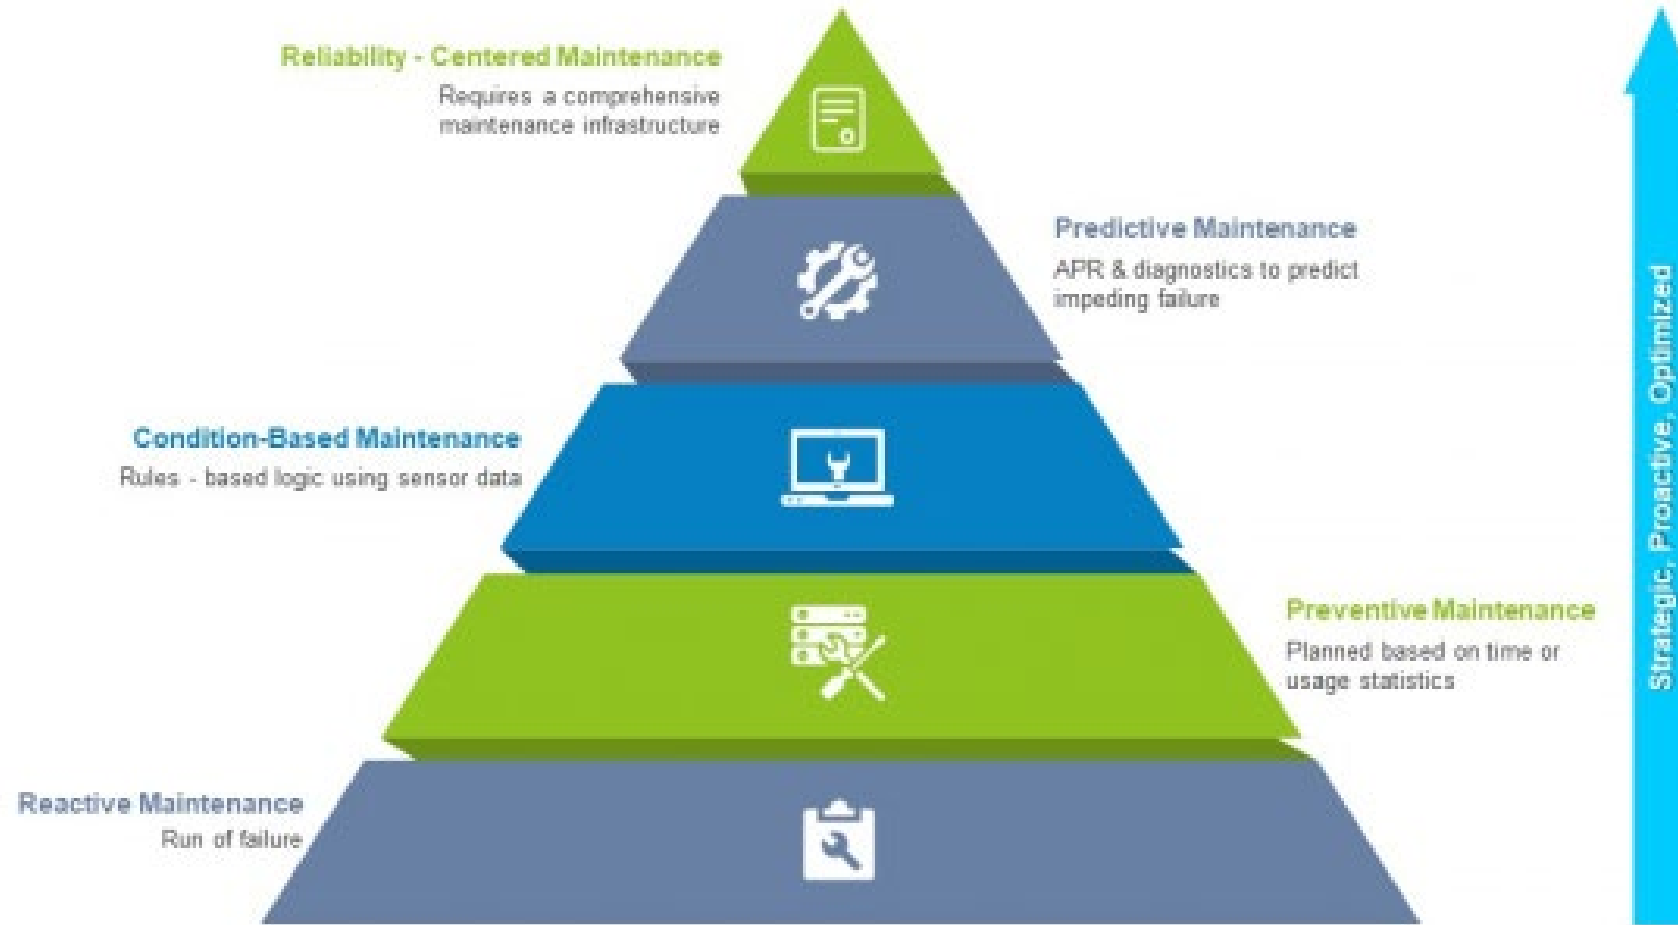 Reliability - Centered Maintenance
Requires a comprehensive
maintenance infrastructure
Predictive Maintenance
APR & diagnostics to predict
impeding failure
Condition-Based Maintenance
Rules - based logic using sensor data
Preventive Maintenance
Planned based on time or
usage statistics
Reactive Maintenance
Run of failure
Strategic, Proactive, Optimized